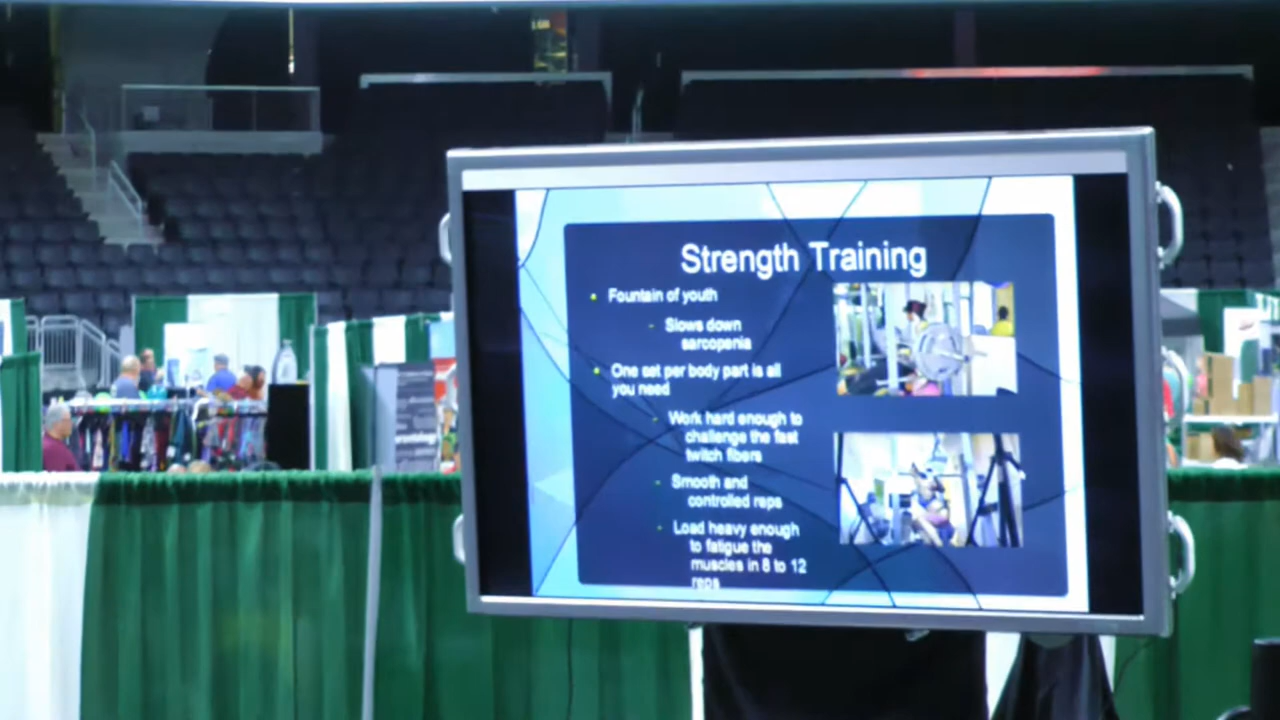 Strength Training
Fountain of youth
Slows down
sarcopenia
One set per body part is all
you need
Work hard enough to
challenge the fast
twitch fibers
Smooth and
controlled reps
Load heavy enough
to fatigue the
muscles in 8 to 12
reps